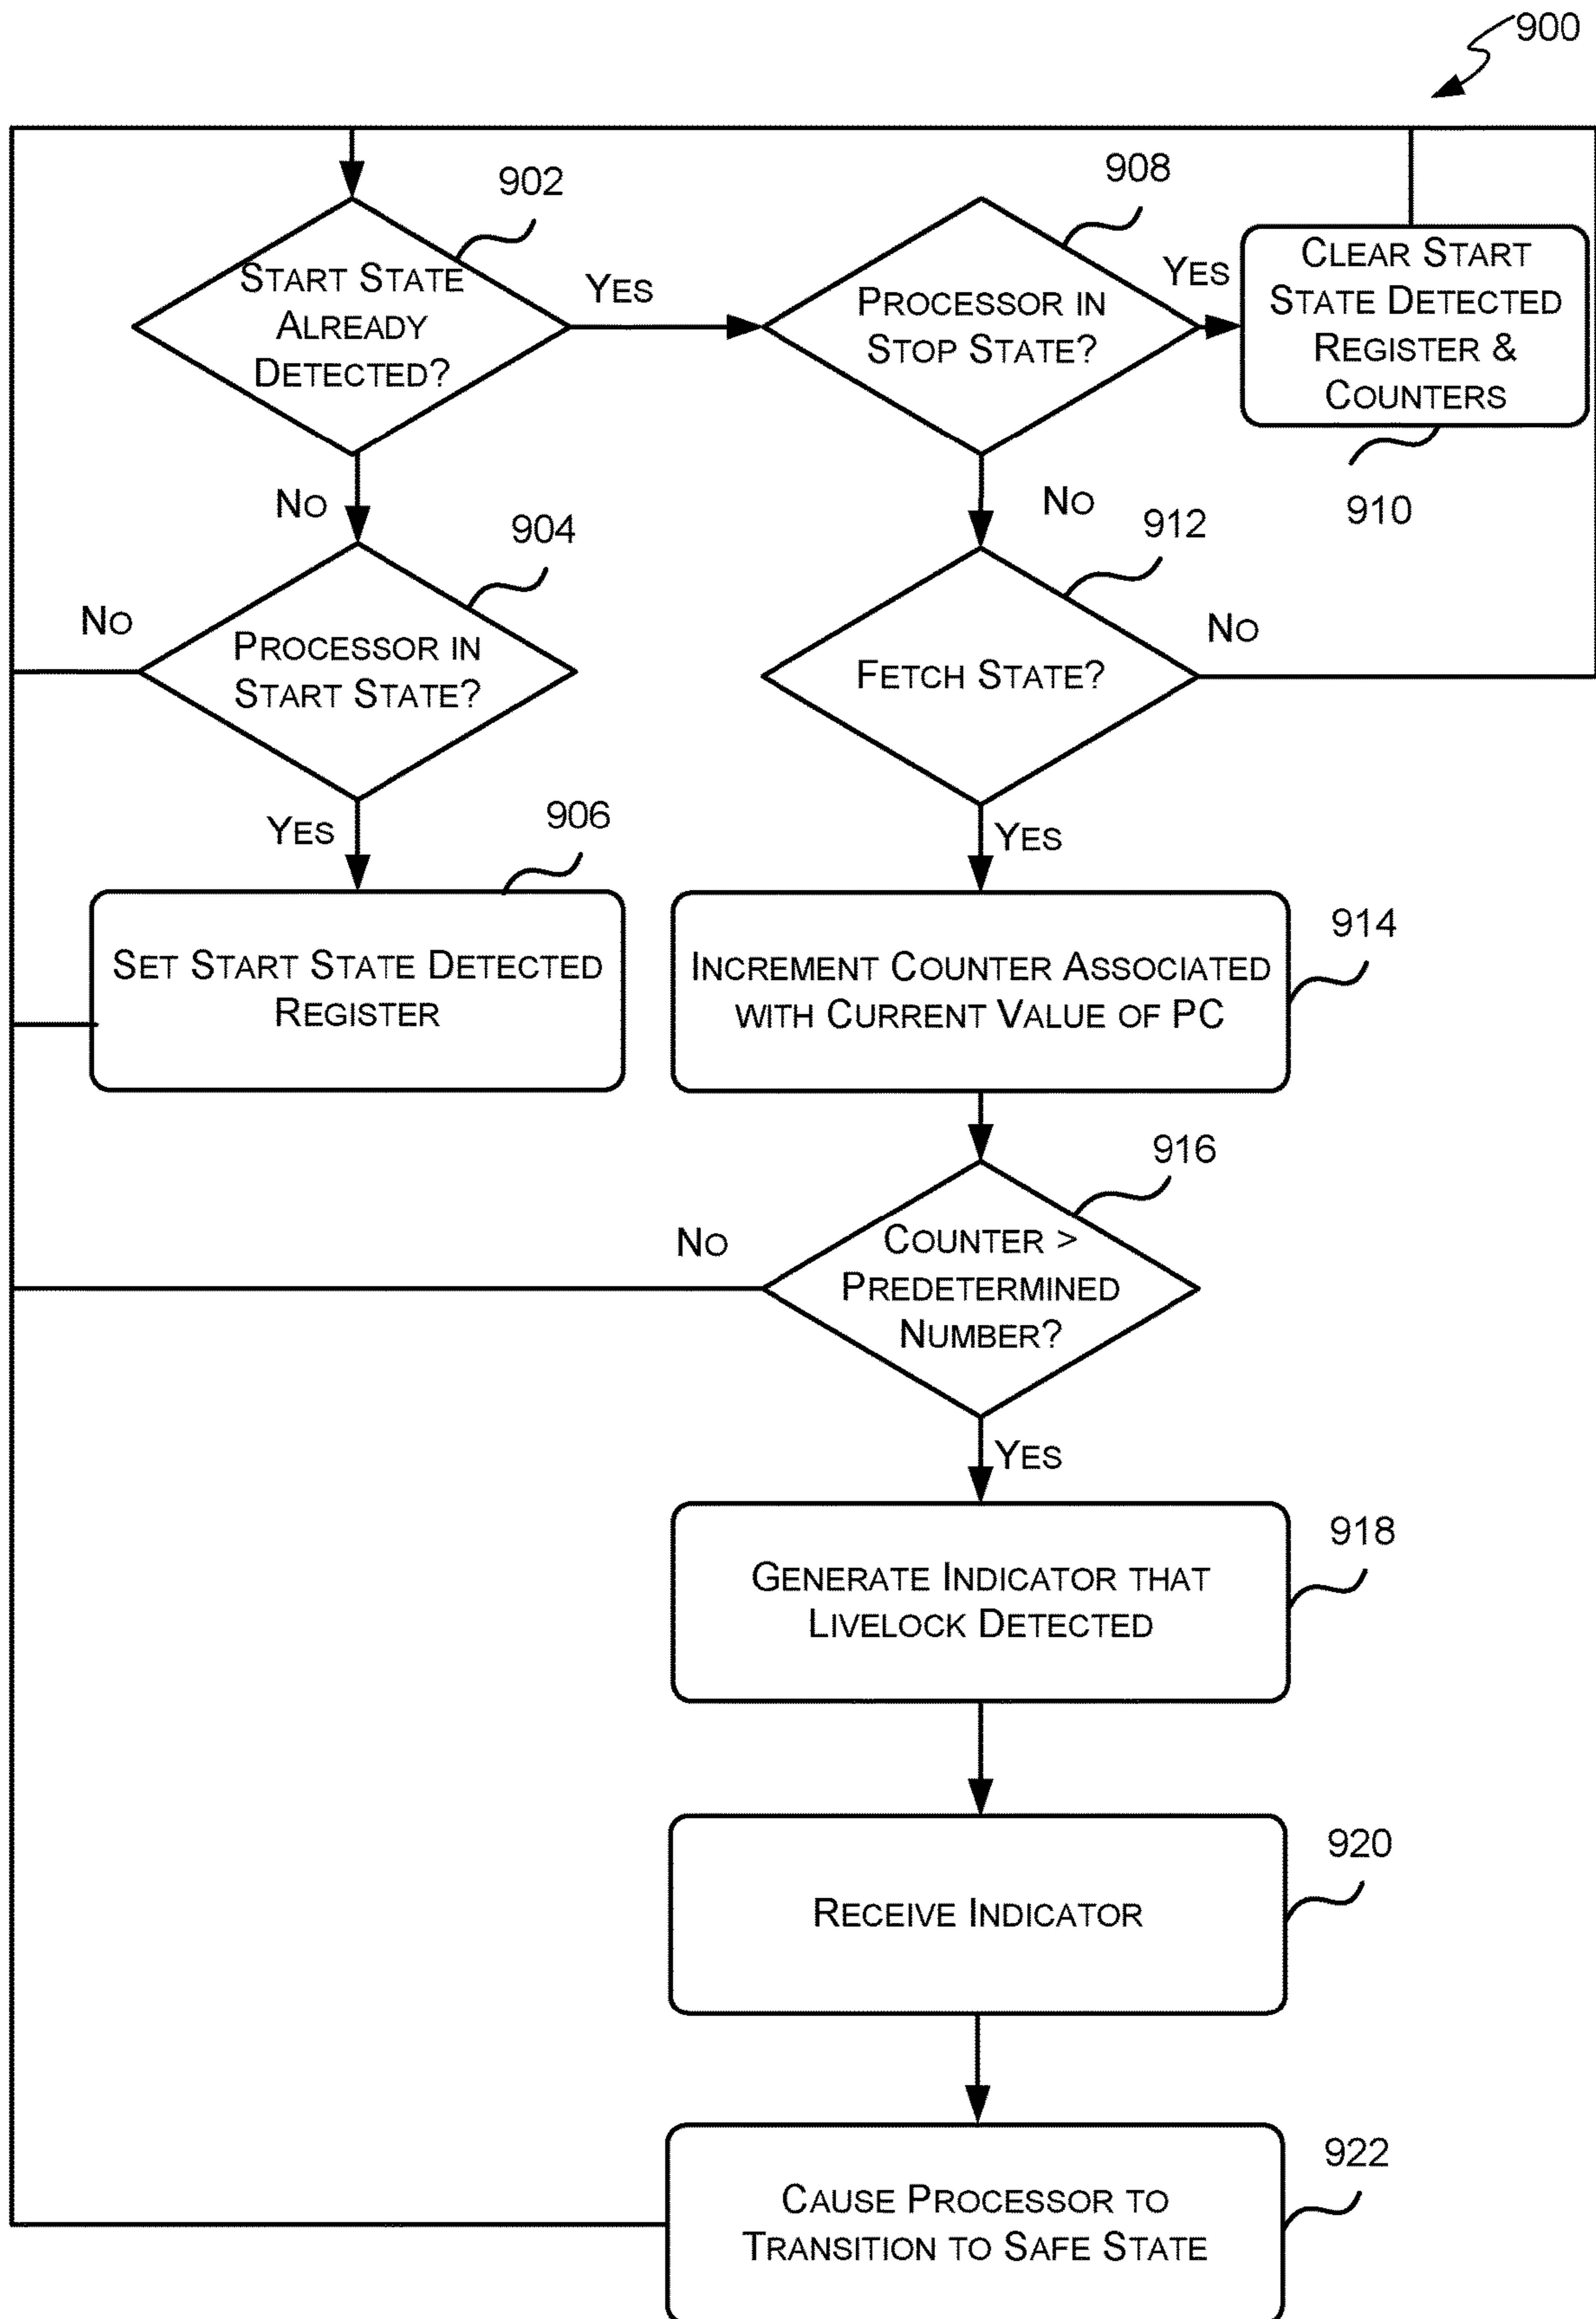 900
902
START STATE
ALREADY
DETECTED?
YES
908
PROCESSOR IN
STOP STATE?
YES
CLEAR START
STATE DETECTED
REGISTER &
COUNTERS
910
NO
904
PROCESSOR IN
START STATE?
NO
NO
912
FETCH STATE?
NO
YES
906
SET START STATE DETECTED
REGISTER
YES
914
INCREMENT COUNTER ASSOCIATED
WITH CURRENT VALUE OF PC
916
COUNTER >
PREDETERMINED
NUMBER?
NO
YES
918
GENERATE INDICATOR THAT
LIVELOCK DETECTED
920
RECEIVE INDICATOR
922
CAUSE PROCESSOR TO
TRANSITION TO SAFE STATE